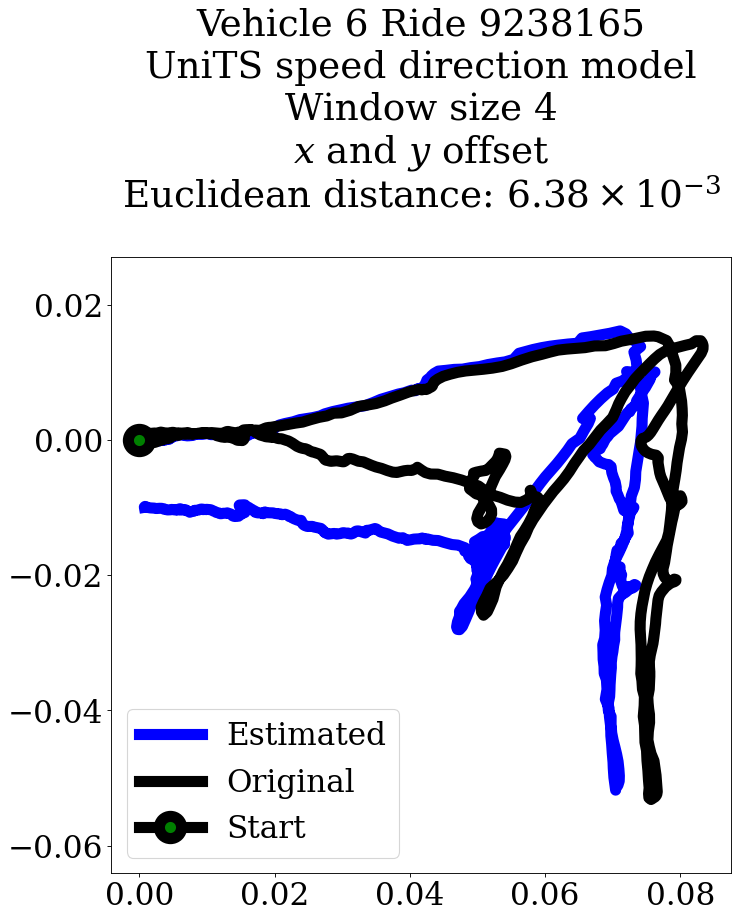 Vehicle 6 Ride 9238165
UniTS speed direction model
Window size 4
x and y offset
Euclidean distance: 6.38 × 10⁻³
0.02
0.00
−0.02
−0.04
−0.06
Estimated
Original
Start
0.00 0.02 0.04 0.06 0.08